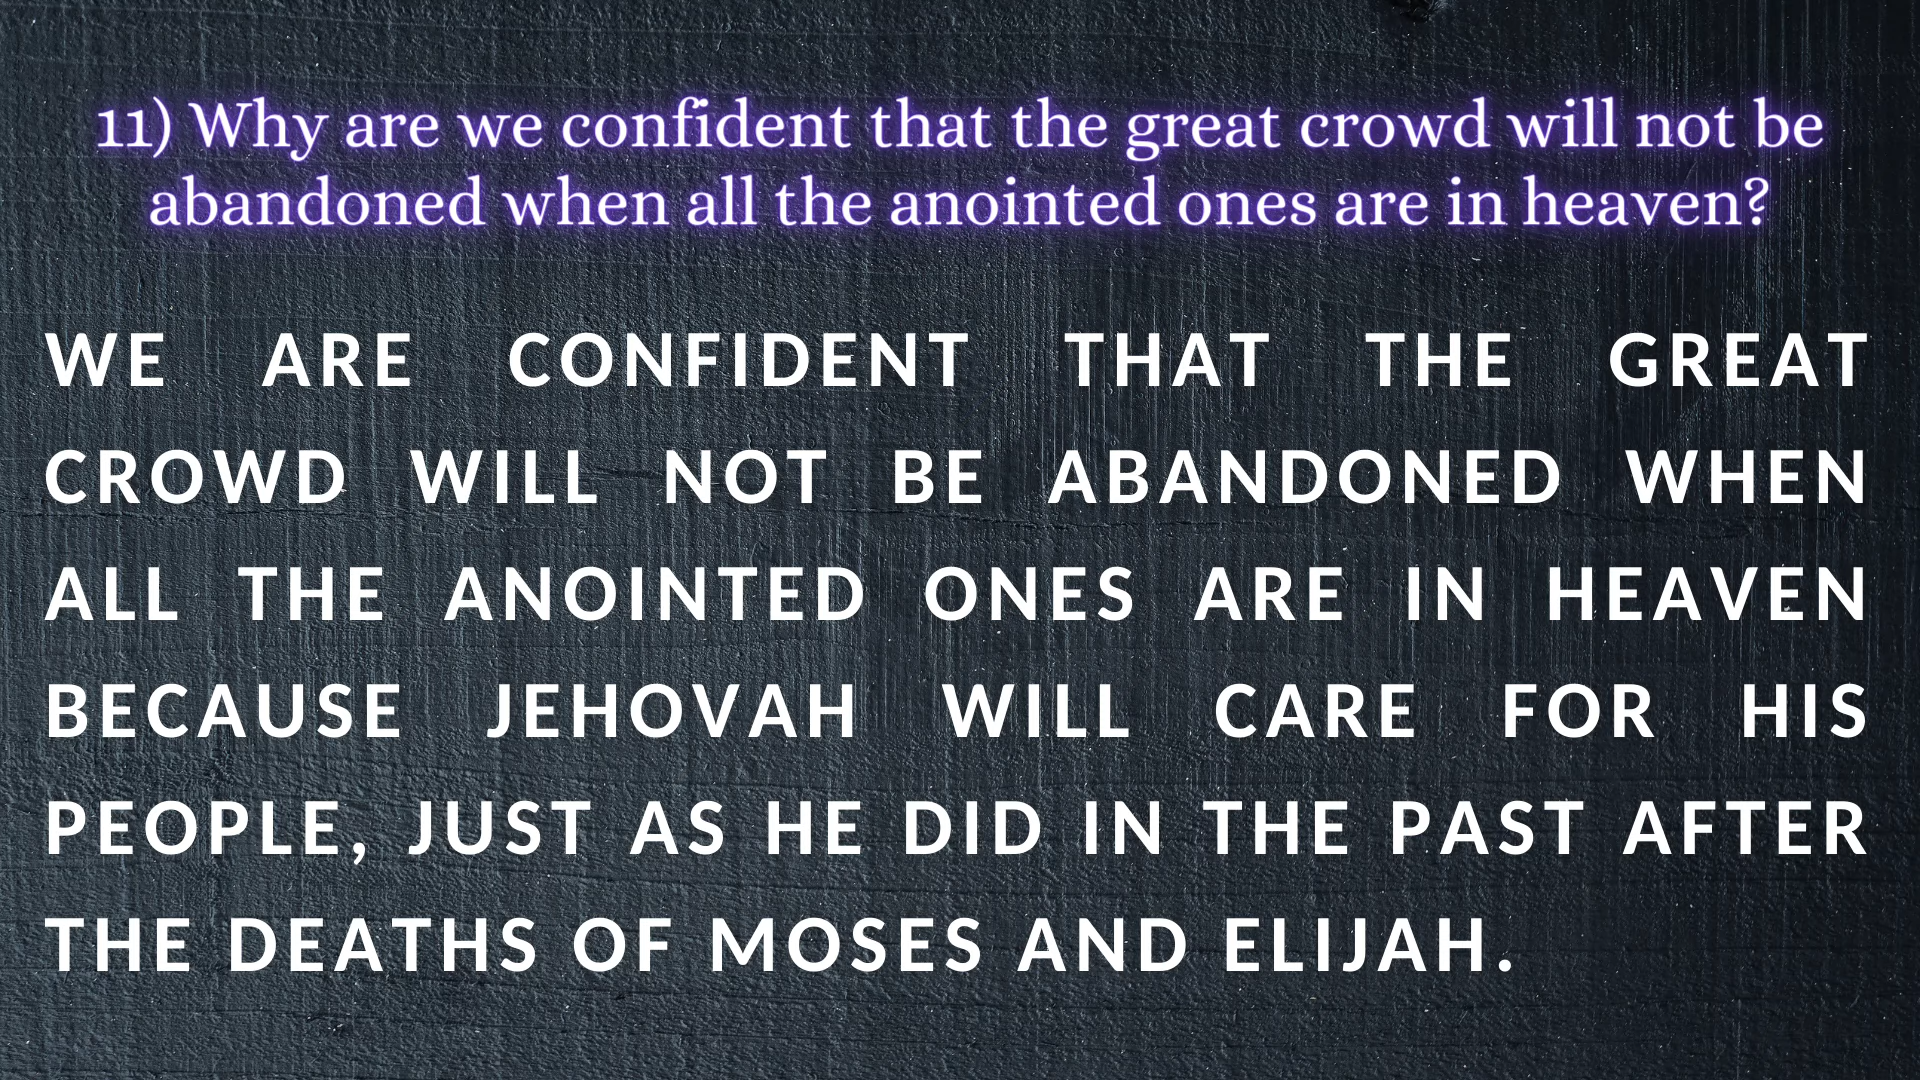 11) Why are we confident that the great crowd will not be
abandoned when all the anointed ones are in heaven?
WE ARE CONFIDENT THAT THE GREAT
CROWD WILL NOT BE ABANDONED WHEN
ALL THE ANOINTED ONES ARE IN HEAVEN
BECAUSE JEHOVAH WILL CARE FOR HIS
PEOPLE, JUST AS HE DID IN THE PAST AFTER
THE DEATHS OF MOSES AND ELIJAH.